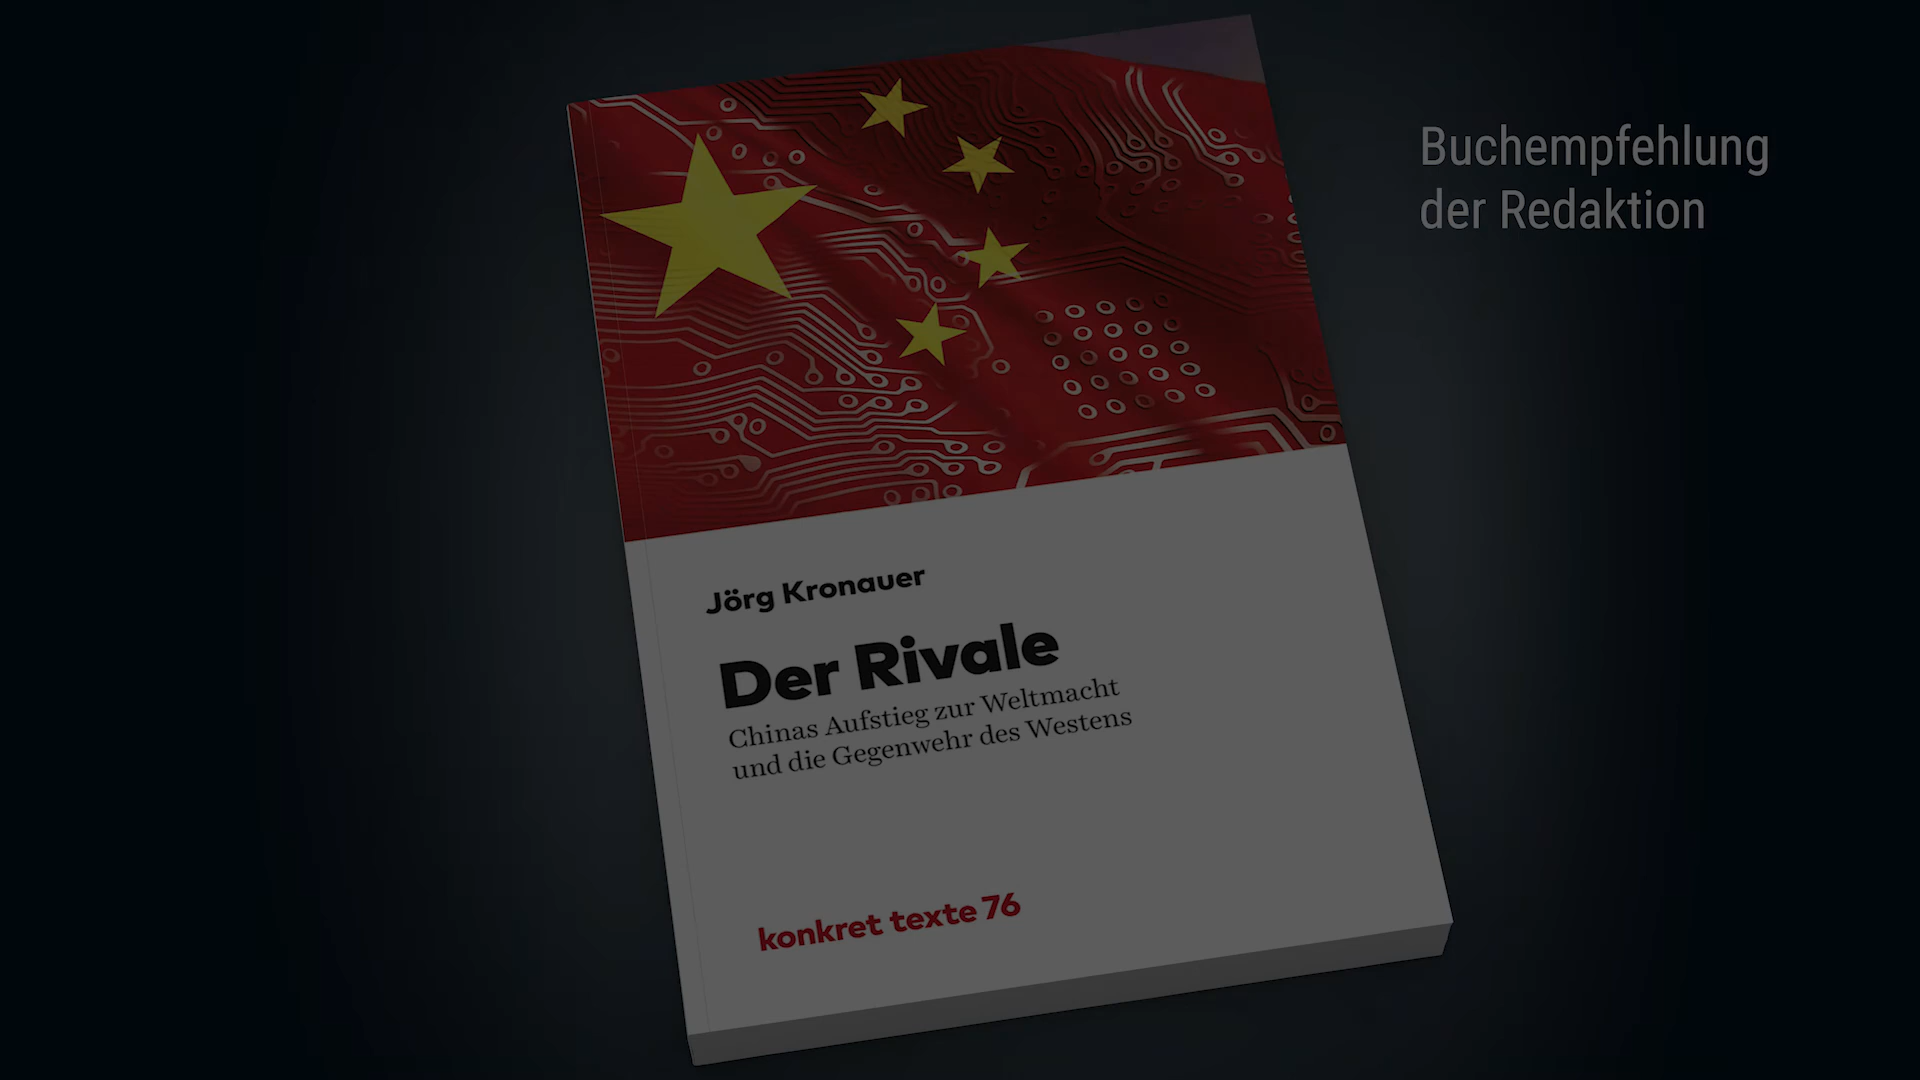 Buchempfehlung
der Redaktion
Jörg Kronauer
Der Rivale
Chinas Aufstieg zur Weltmacht
und die Gegenwehr des Westens
konkret texte 76